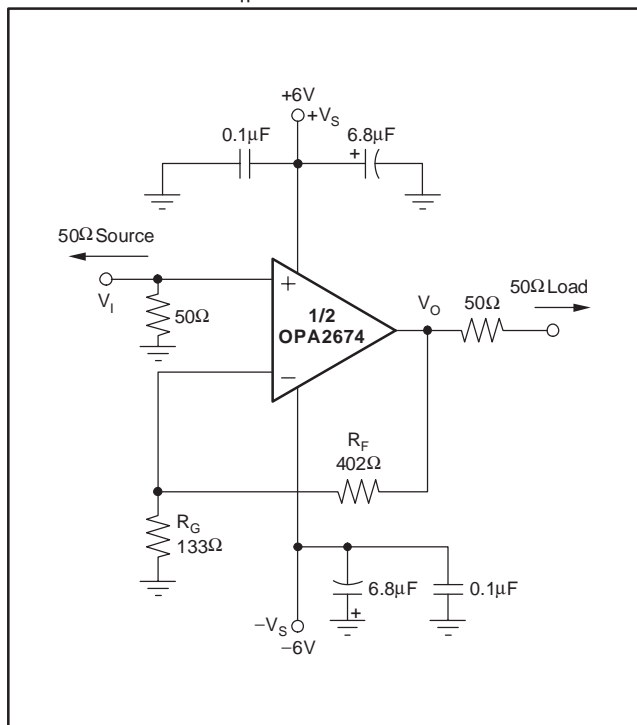 +6V
+V_S
0.1μF
6.8μF
+
50Ω Source
V_I
50Ω
+
−
1/2
OPA2674
V_O
50Ω
50Ω Load
R_F
402Ω
R_G
133Ω
6.8μF
+
0.1μF
−V_S
−6V